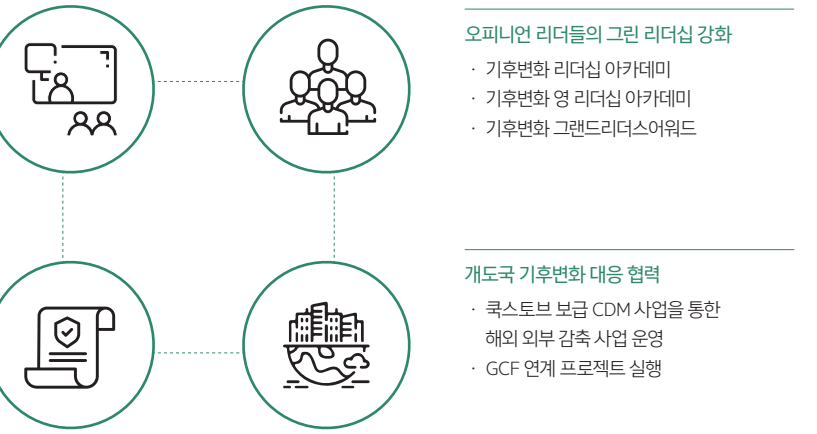 오피니언 리더들의 그린 리더십 강화
· 기후변화 리더십 아카데미
· 기후변화 영 리더십 아카데미
· 기후변화 그랜드리더스어워드
개도국 기후변화 대응 협력
· 쿡스토브 보급 CDM 사업을 통한
해외 외부 감축 사업 운영
· GCF 연계 프로젝트 실행